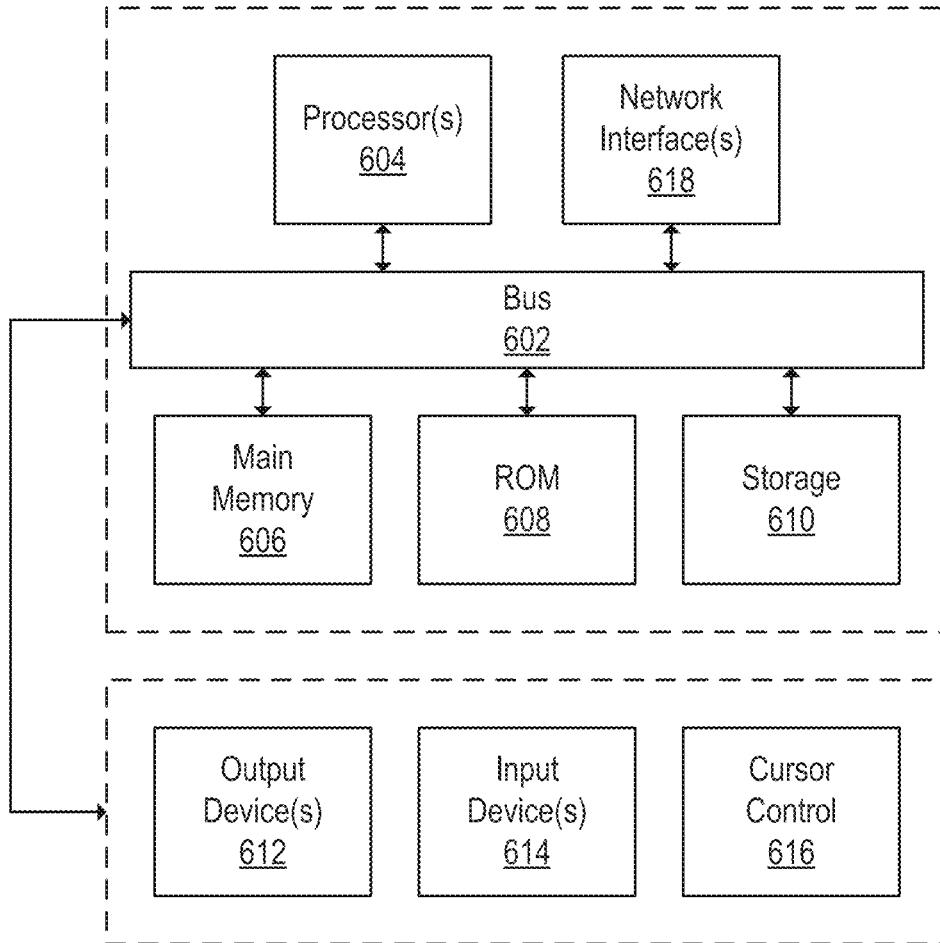 Processor(s)
604
Network
Interface(s)
618
Bus
602
Main
Memory
606
ROM
608
Storage
610
Output
Device(s)
612
Input
Device(s)
614
Cursor
Control
616